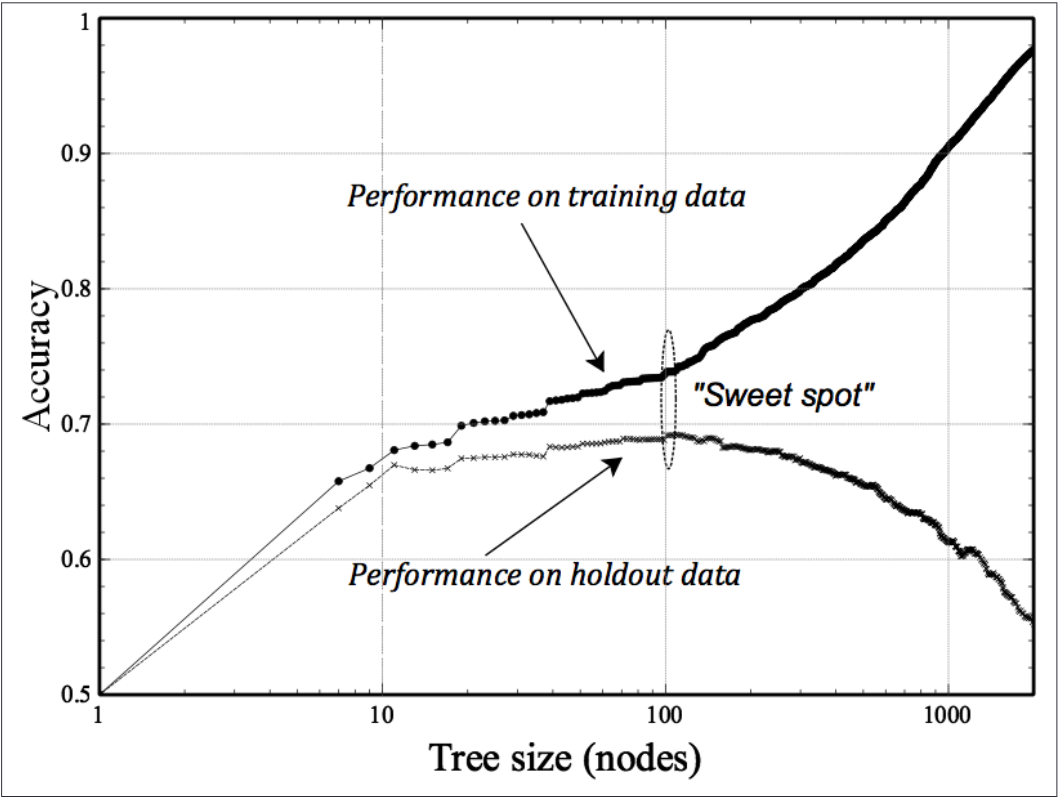 1
0.9
Performance on training data
0.8
Accuracy
"Sweet spot"
0.7
0.6
Performance on holdout data
0.5
1 10 100 1000
Tree size (nodes)